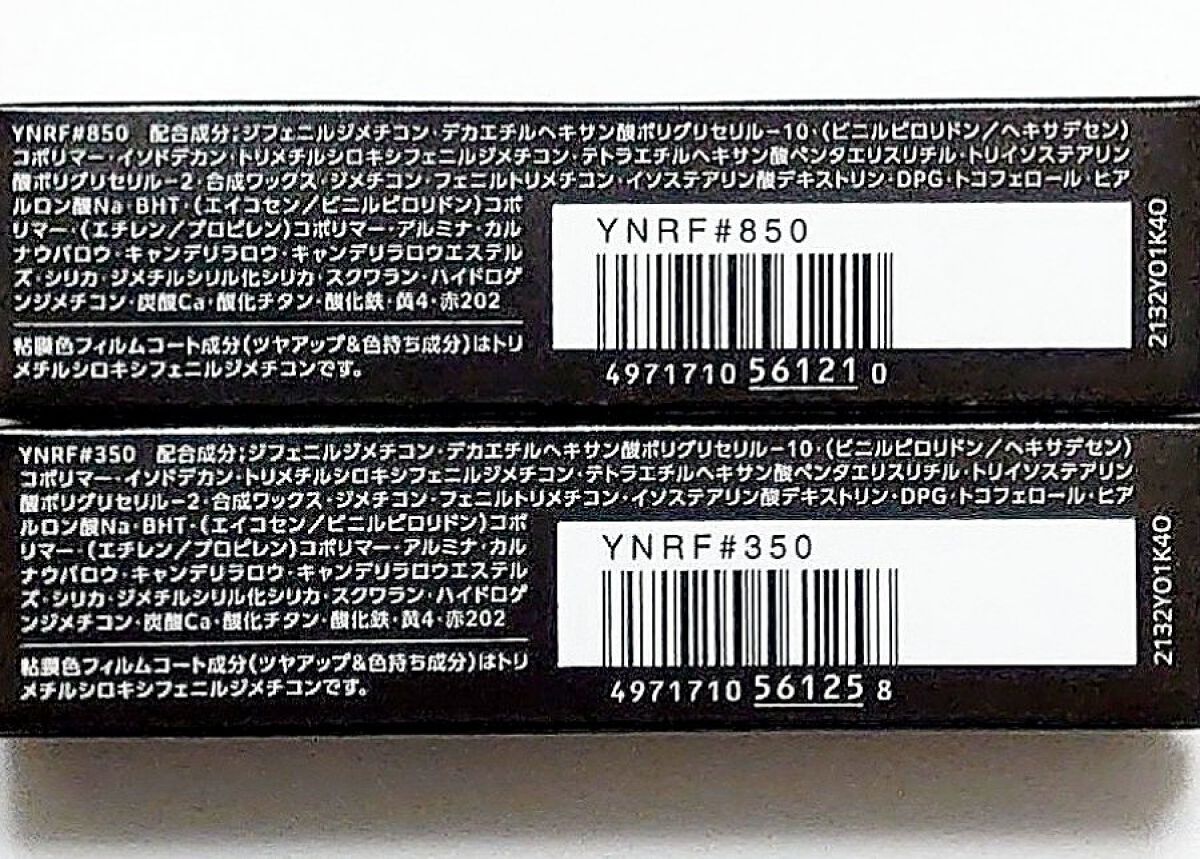 YNRF#850 配合成分:ジフェニルジメチコン・デカエチルヘキサン酸ポリグリセリル-10・(ビニルピロリドン/ヘキサデセン)
コポリマー・イソドデカン・トリメチルシロキシフェニルジメチコン・テトラエチルヘキサン酸ペンタエリスリチル・トリイソステアリン
酸ポリグリセリル-2・合成ワックス・ジメチコン・フェニルトリメチコン・イソステアリン酸デキストリン・DPG・トコフェロール・ヒア
ルロン酸Na・BHT・(エイコセン/ビニルピロリドン)コポ
リマー・(エチレン/プロピレン)コポリマー・アルミナ・カル
ナウバロウ・キャンデリラロウ・キャンデリラロウエステル
ズ・シリカ・ジメチルシリル化シリカ・スクワラン・ハイドロゲ
ンジメチコン・炭酸Ca・酸化チタン・酸化鉄・黄4・赤202
粘膜色フィルムコート成分(ツヤアップ&色持ち成分)はトリ
メチルシロキシフェニルジメチコンです。
YNRF#850
4971710 56121 0
2132YO1K4O
YNRF#350 配合成分:ジフェニルジメチコン・デカエチルヘキサン酸ポリグリセリル-10・(ビニルピロリドン/ヘキサデセン)
コポリマー・イソドデカン・トリメチルシロキシフェニルジメチコン・テトラエチルヘキサン酸ペンタエリスリチル・トリイソステアリン
酸ポリグリセリル-2・合成ワックス・ジメチコン・フェニルトリメチコン・イソステアリン酸デキストリン・DPG・トコフェロール・ヒア
ルロン酸Na・BHT・(エイコセン/ビニルピロリドン)コポ
リマー・(エチレン/プロピレン)コポリマー・アルミナ・カル
ナウバロウ・キャンデリラロウ・キャンデリラロウエステル
ズ・シリカ・ジメチルシリル化シリカ・スクワラン・ハイドロゲ
ンジメチコン・炭酸Ca・酸化チタン・酸化鉄・黄4・赤202
粘膜色フィルムコート成分(ツヤアップ&色持ち成分)はトリ
メチルシロキシフェニルジメチコンです。
YNRF#350
4971710 56125 8
2132YO1K4O